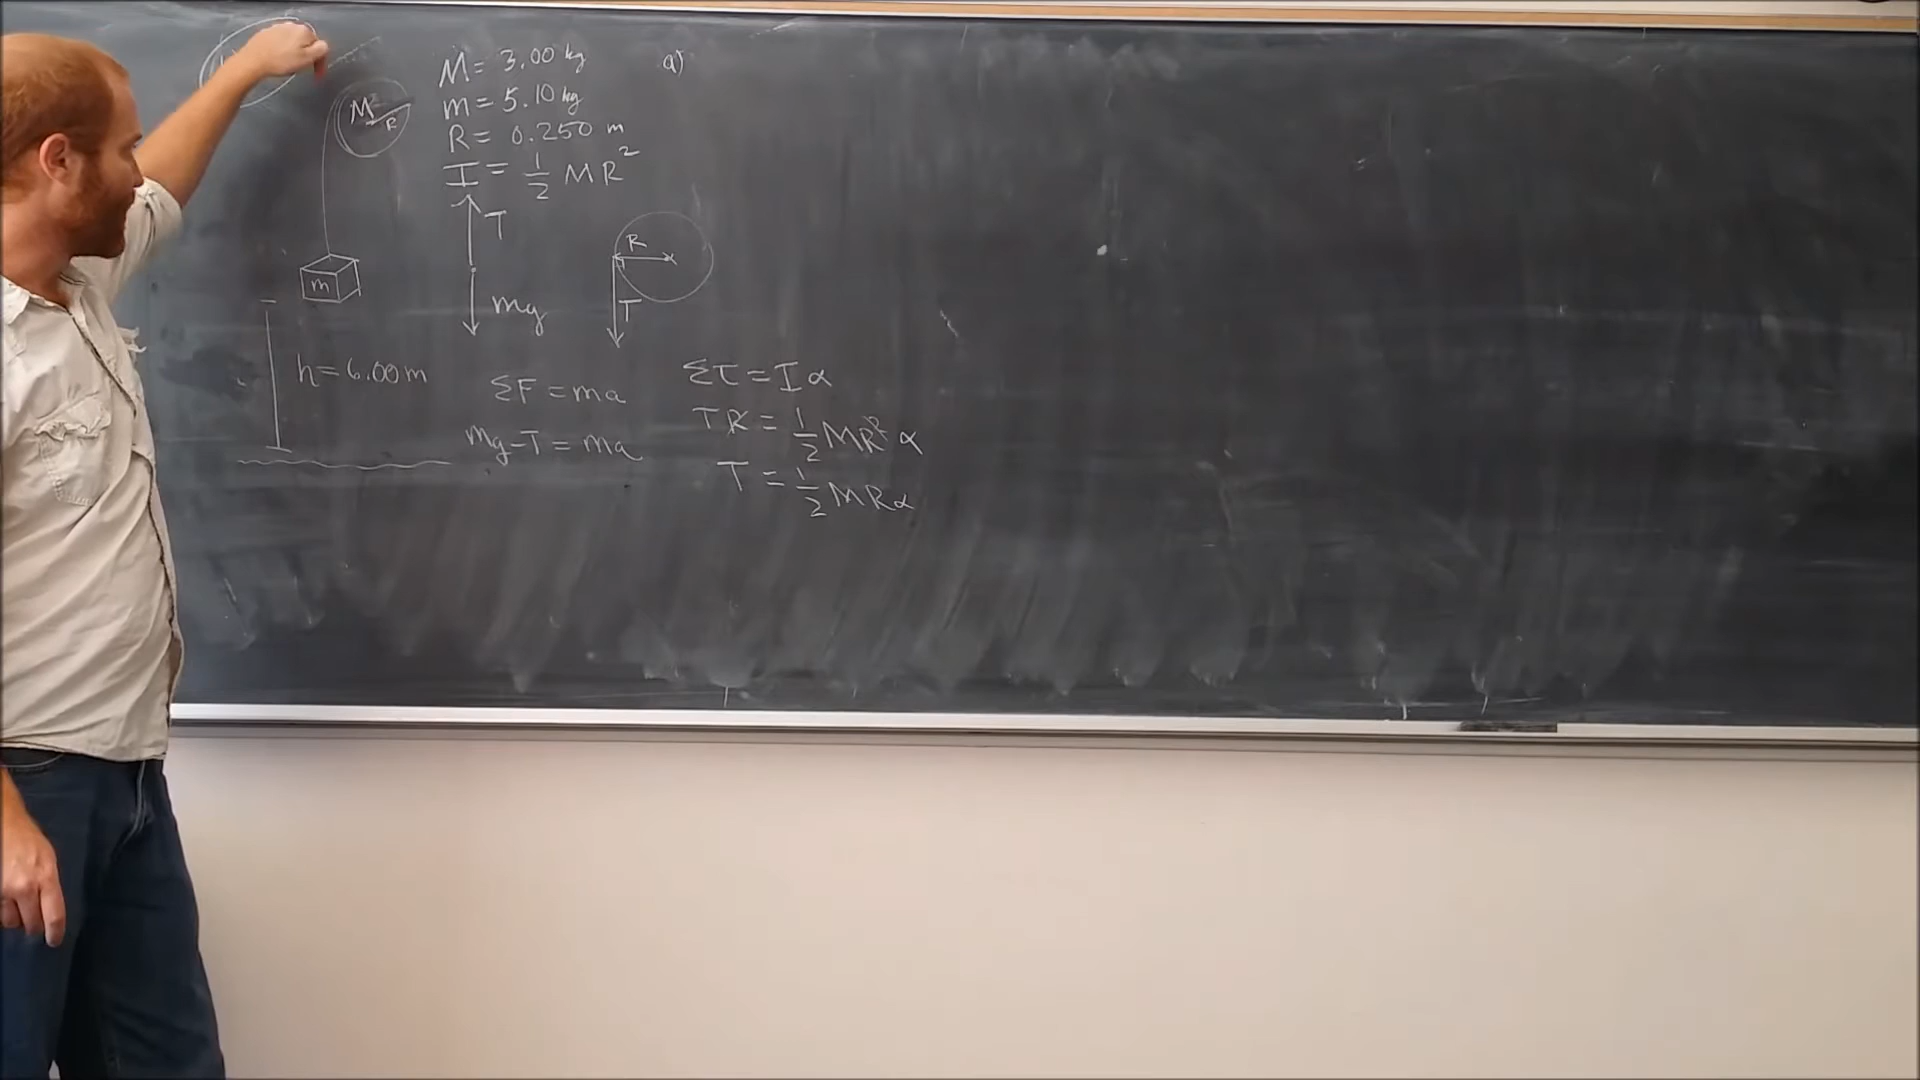 M = 3.00 kg
a)
m = 5.10 kg
R = 0.250 m
I = 1/2 MR²
M
R
T
R
m
mg
T
h = 6.00m
ΣF = ma
mg-T = ma
Στ = Iα
TR = 1/2 MR² α
T = 1/2 MRα